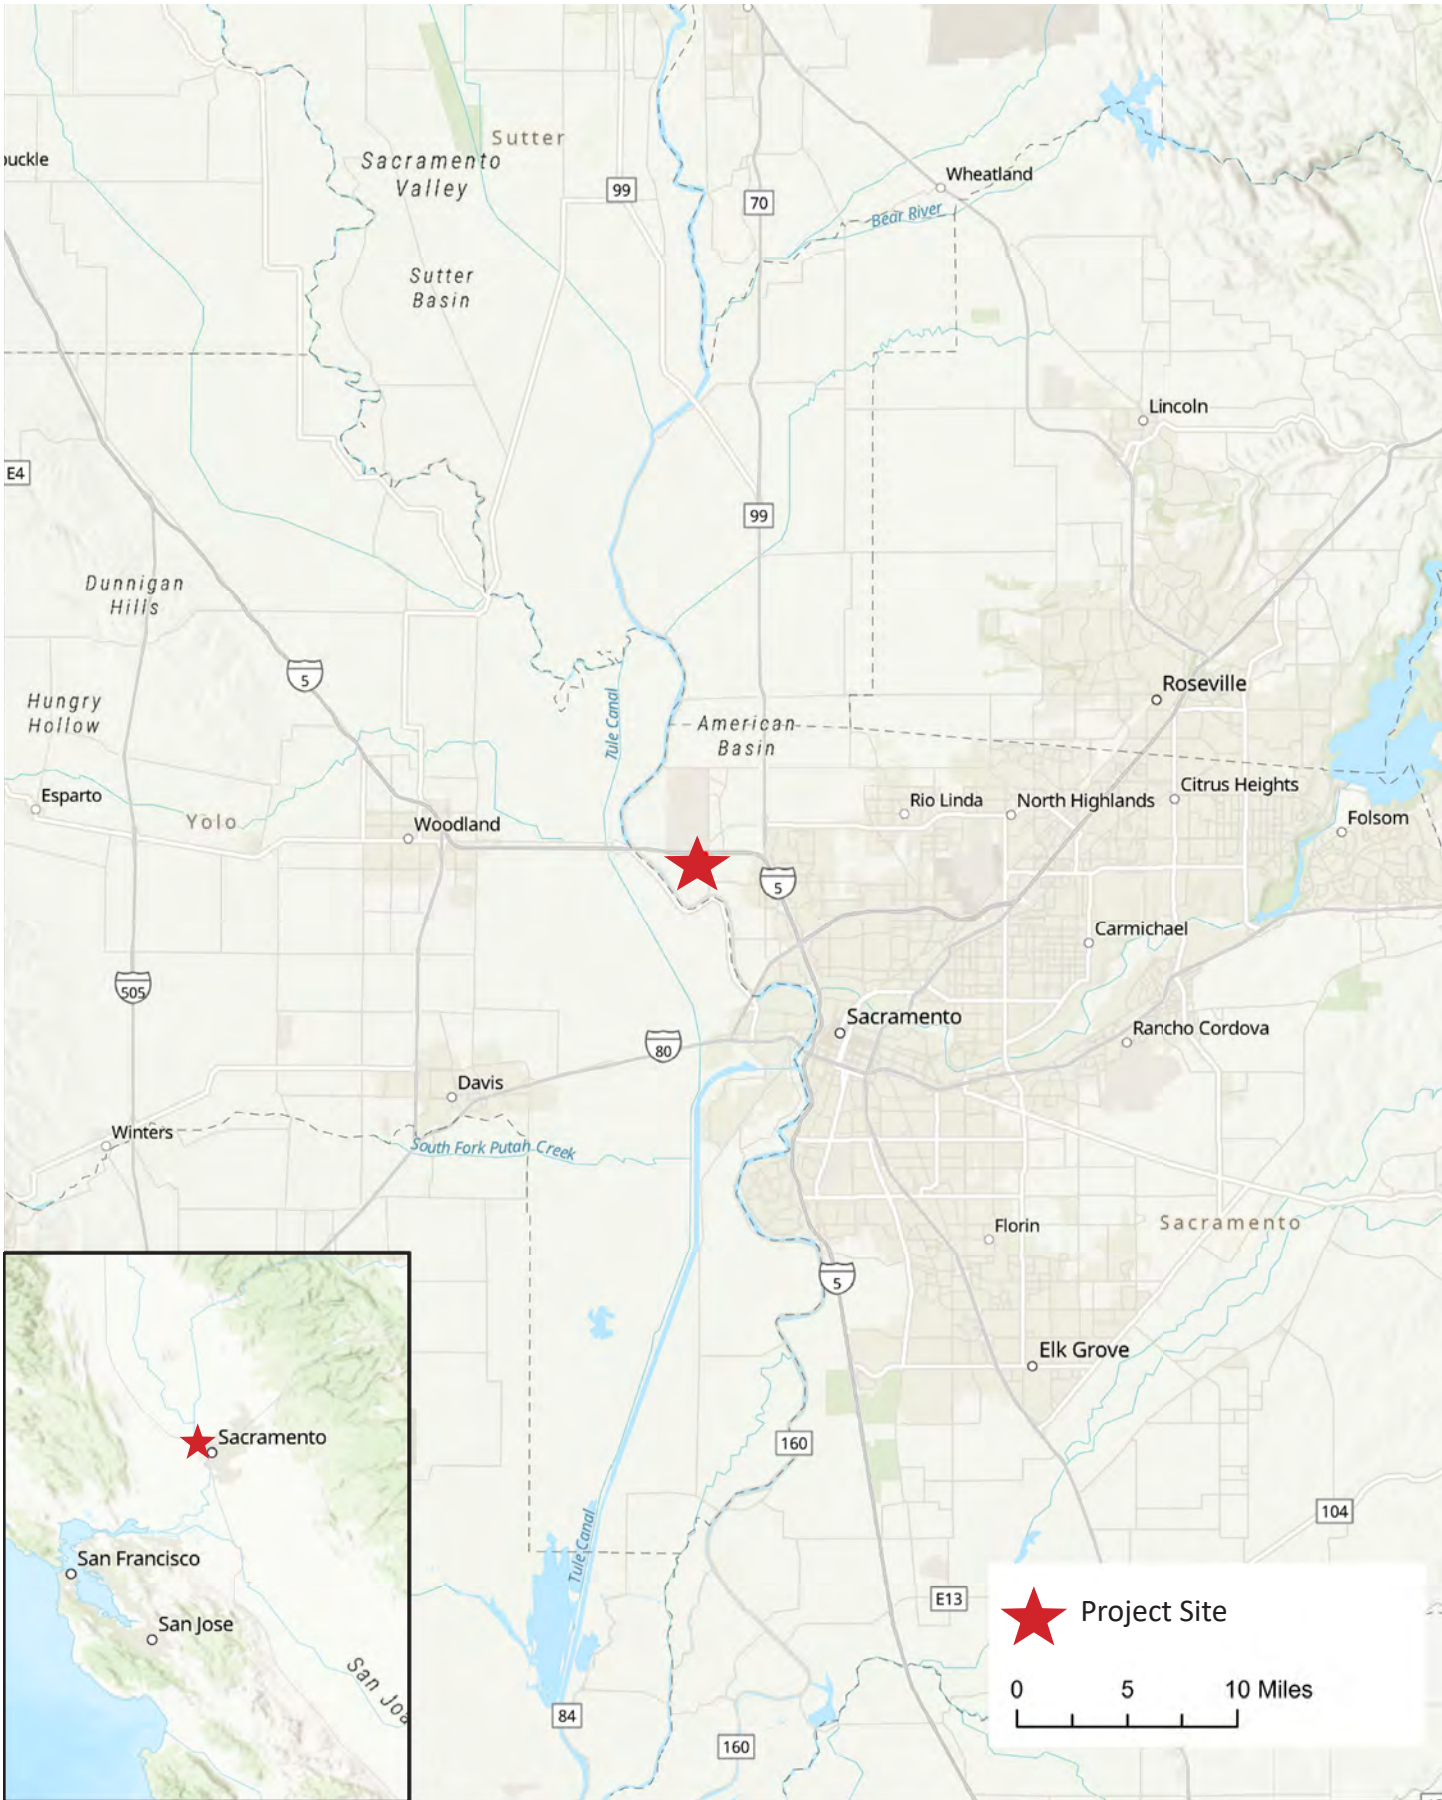 Sutter
buckle
Sacramento
Valley
99
70
Wheatland
Bear River
Sutter
Basin
Lincoln
E4
99
Dunnigan
Hills
5
Roseville
Hungry
Hollow
Tule Canal
American
Basin
Esparto
Yolo
Woodland
Rio Linda
North Highlands
Citrus Heights
Folsom
5
Carmichael
505
Sacramento
Rancho Cordova
80
Davis
Winters
South Fork Putah Creek
Florin
Sacramento
5
Elk Grove
160
104
Tule Canal
E13
84
160
Sacramento
San Francisco
San Jose
San Joa
Project Site
0 5 10 Miles